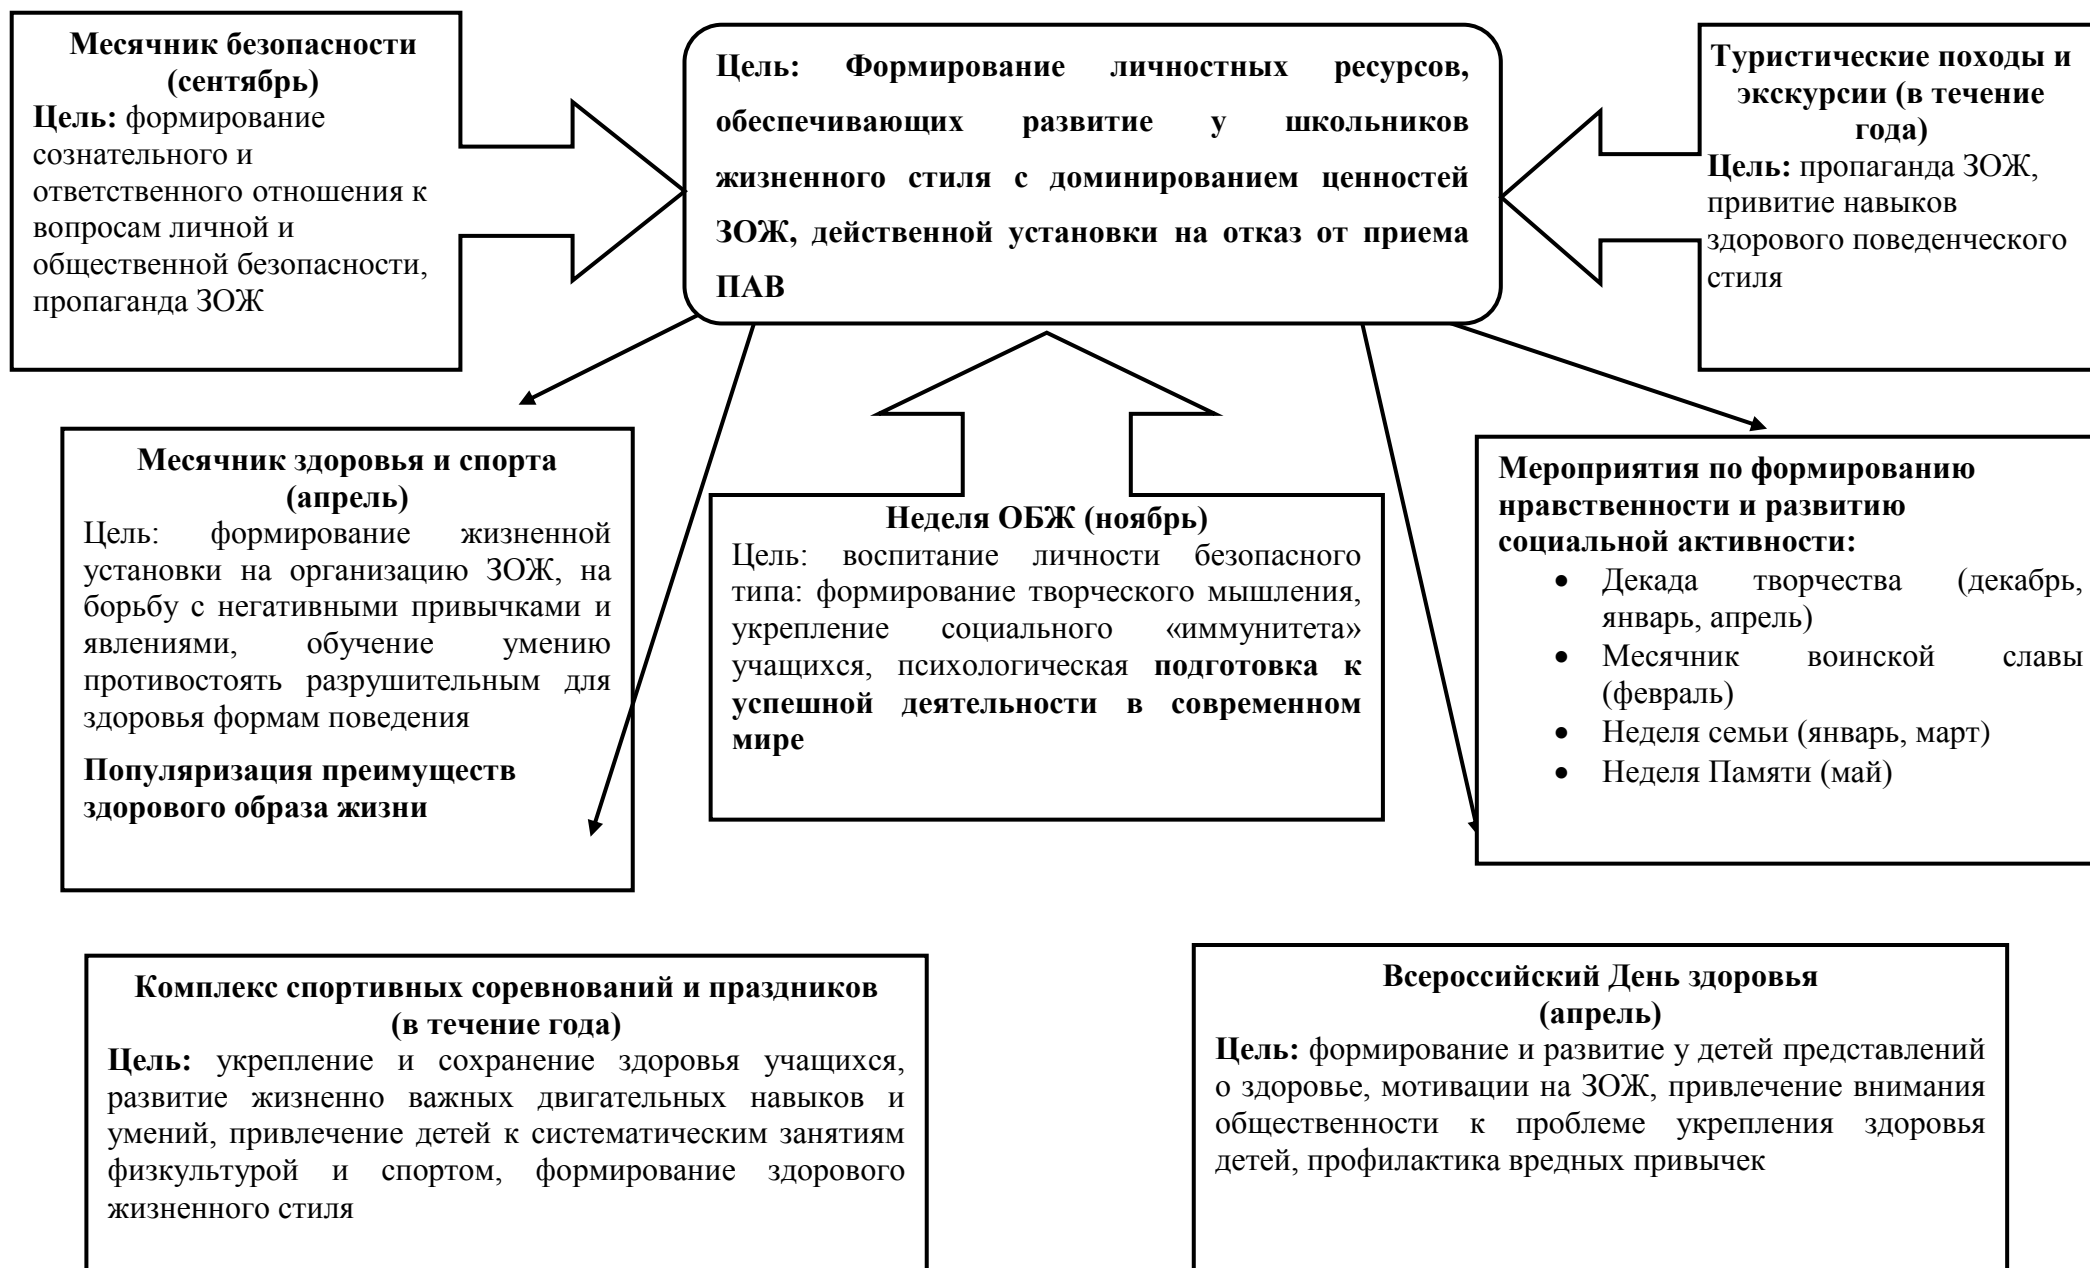 Месячник безопасности
(сентябрь)
Цель: формирование
сознательного и
ответственного отношения к
вопросам личной и
общественной безопасности,
пропаганда ЗОЖ
Цель: Формирование личностных ресурсов,
обеспечивающих развитие у школьников
жизненного стиля с доминированием ценностей
ЗОЖ, действенной установки на отказ от приема
ПАВ
Туристические походы и
экскурсии (в течение
года)
Цель: пропаганда ЗОЖ,
привитие навыков
здорового поведенческого
стиля
Месячник здоровья и спорта
(апрель)
Цель: формирование жизненной
установки на организацию ЗОЖ, на
борьбу с негативными привычками и
явлениями, обучение умению
противостоять разрушительным для
здоровья формам поведения
Популяризация преимуществ
здорового образа жизни
Неделя ОБЖ (ноябрь)
Цель: воспитание личности безопасного
типа: формирование творческого мышления,
укрепление социального «иммунитета»
учащихся, психологическая подготовка к
успешной деятельности в современном
мире
Мероприятия по формированию
нравственности и развитию
социальной активности:
• Декада творчества (декабрь,
январь, апрель)
• Месячник воинской славы
(февраль)
• Неделя семьи (январь, март)
• Неделя Памяти (май)
Комплекс спортивных соревнований и праздников
(в течение года)
Цель: укрепление и сохранение здоровья учащихся,
развитие жизненно важных двигательных навыков и
умений, привлечение детей к систематическим занятиям
физкультурой и спортом, формирование здорового
жизненного стиля
Всероссийский День здоровья
(апрель)
Цель: формирование и развитие у детей представлений
о здоровье, мотивации на ЗОЖ, привлечение внимания
общественности к проблеме укрепления здоровья
детей, профилактика вредных привычек